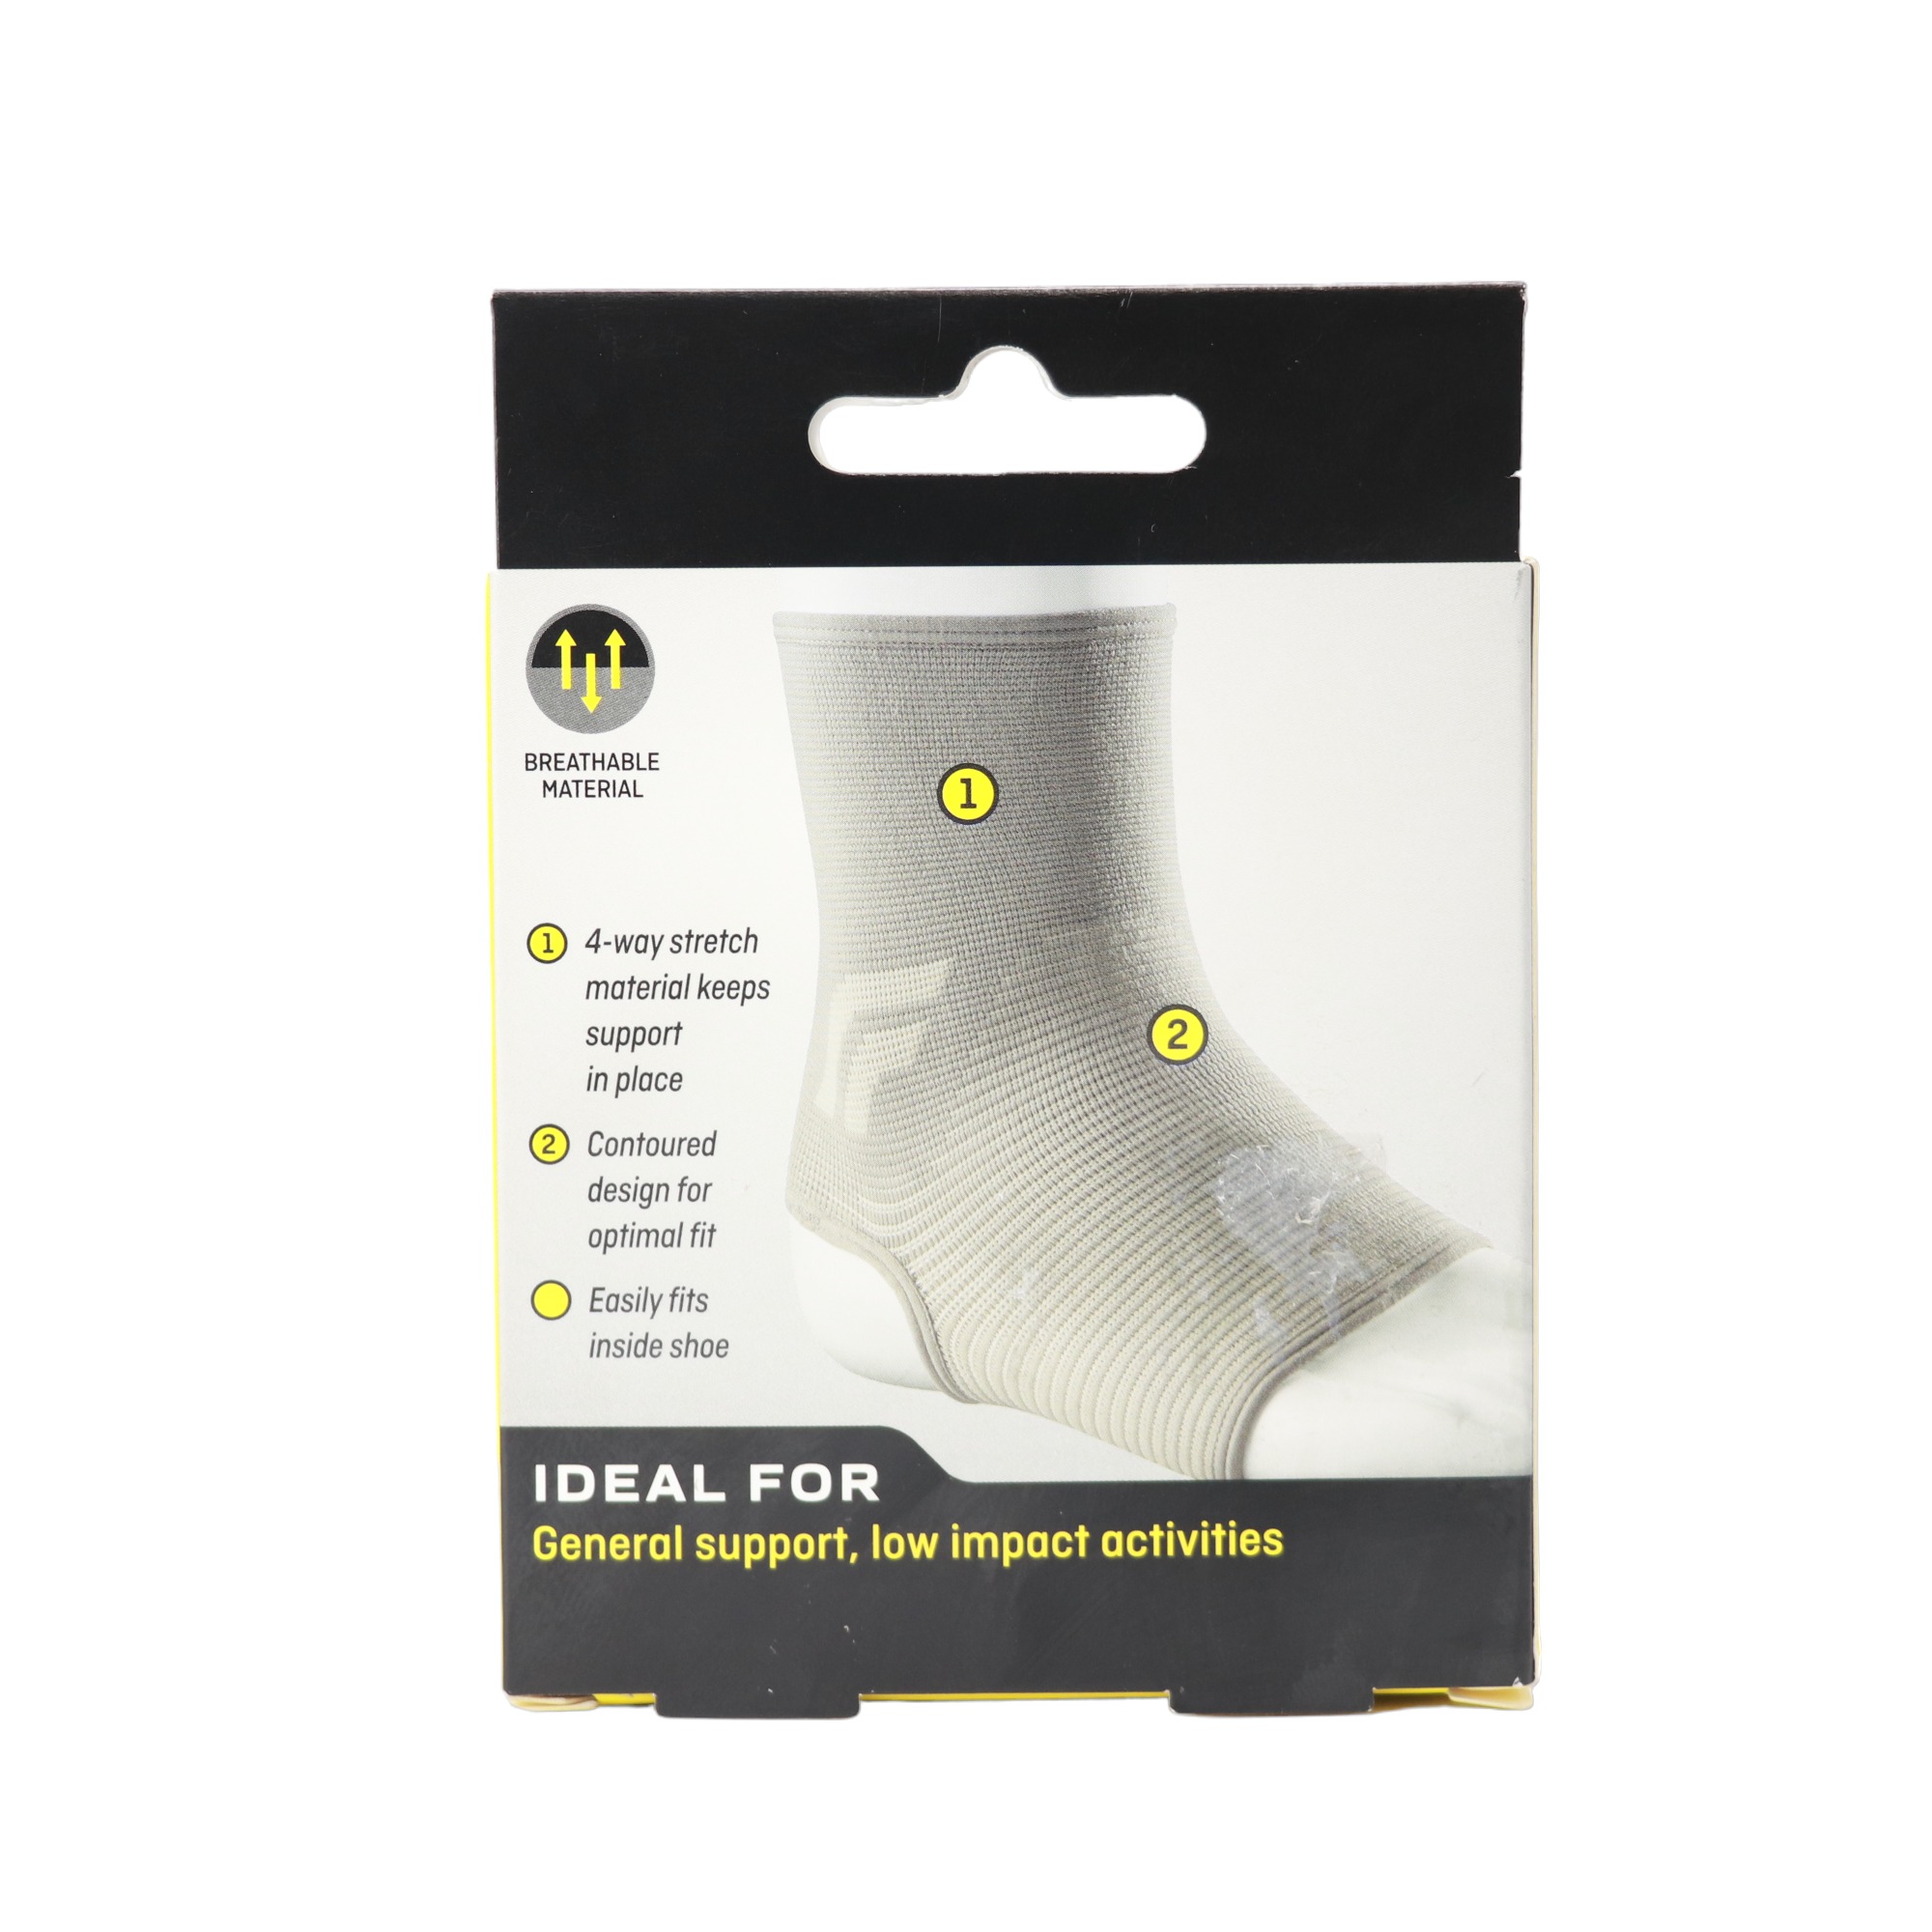 BREATHABLE
MATERIAL
1
2
1 4-way stretch
material keeps
support
in place
2 Contoured
design for
optimal fit
Easily fits
inside shoe
IDEAL FOR
General support, low impact activities